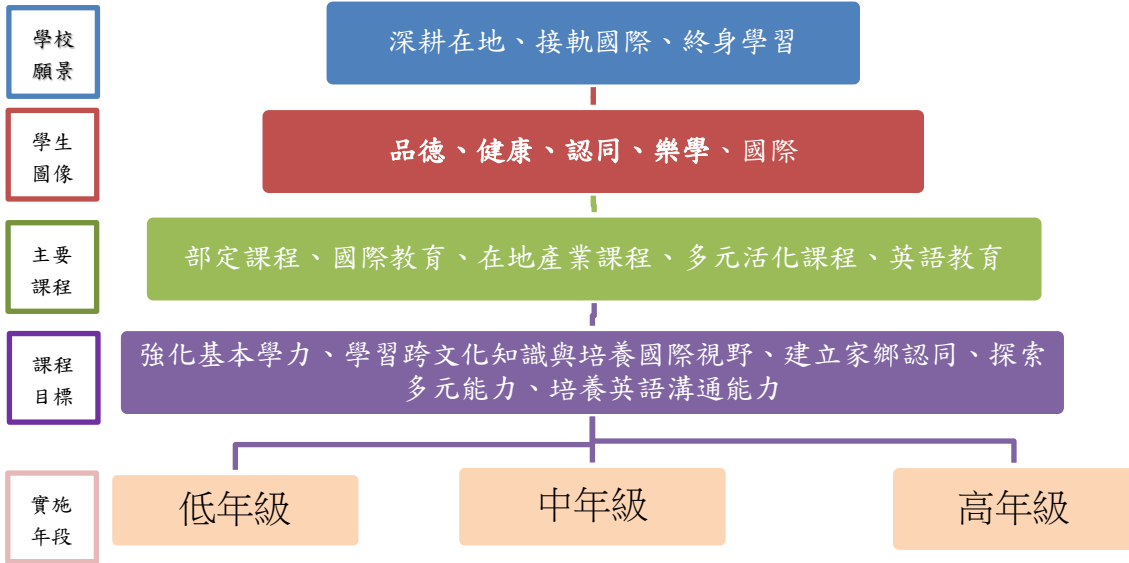 學校
願景
深耕在地、接軌國際、終身學習
學生
圖像
品德、健康、認同、樂學、國際
主要
課程
部定課程、國際教育、在地產業課程、多元活化課程、英語教育
課程
目標
強化基本學力、學習跨文化知識與培養國際視野、建立家鄉認同、探索
多元能力、培養英語溝通能力
實施
年段
低年級
中年級
高年級